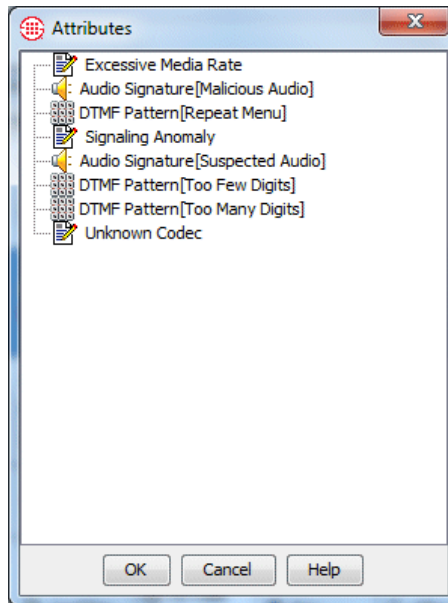 Attributes
Excessive Media Rate
Audio Signature[Malicious Audio]
DTMF Pattern[Repeat Menu]
Signaling Anomaly
Audio Signature[Suspected Audio]
DTMF Pattern[Too Few Digits]
DTMF Pattern[Too Many Digits]
Unknown Codec
OK Cancel Help